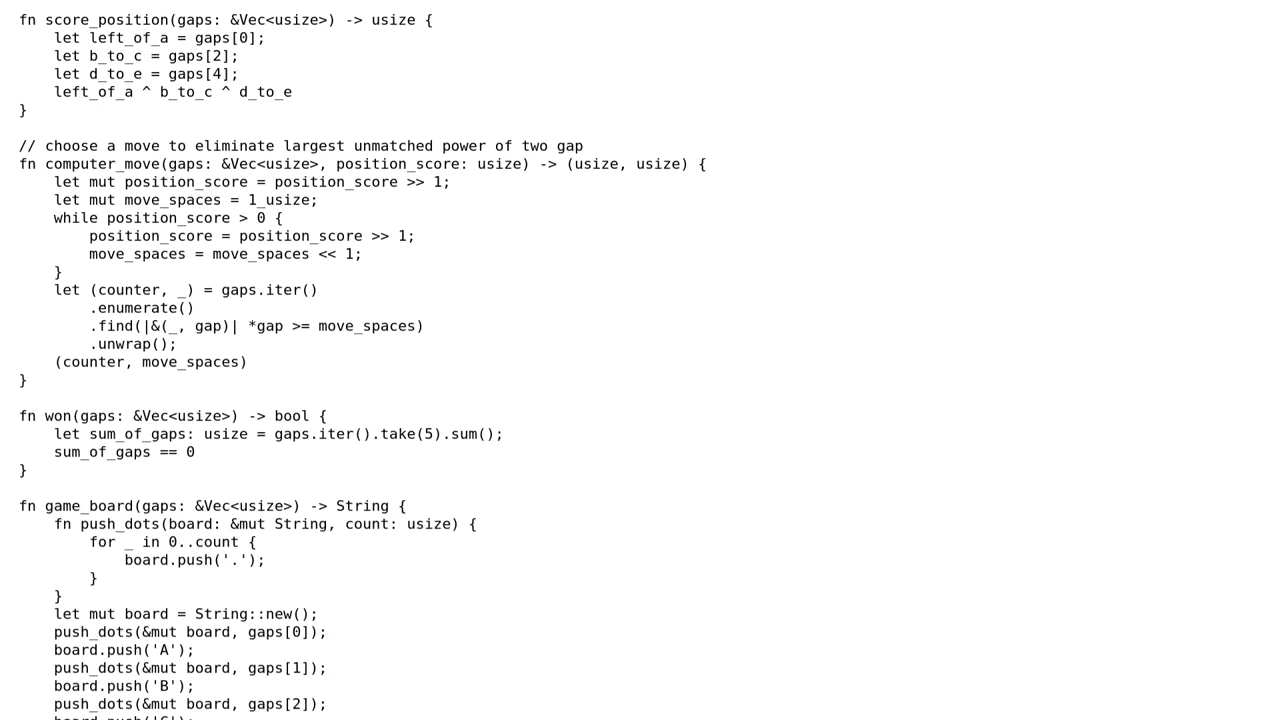 fn score_position(gaps: &Vec<usize>) -> usize {
    let left_of_a = gaps[0];
    let b_to_c = gaps[2];
    let d_to_e = gaps[4];
    left_of_a ^ b_to_c ^ d_to_e
}

// choose a move to eliminate largest unmatched power of two gap
fn computer_move(gaps: &Vec<usize>, position_score: usize) -> (usize, usize) {
    let mut position_score = position_score >> 1;
    let mut move_spaces = 1_usize;
    while position_score > 0 {
        position_score = position_score >> 1;
        move_spaces = move_spaces << 1;
    }
    let (counter, _) = gaps.iter()
        .enumerate()
        .find(|&(_, gap)| *gap >= move_spaces)
        .unwrap();
    (counter, move_spaces)
}

fn won(gaps: &Vec<usize>) -> bool {
    let sum_of_gaps: usize = gaps.iter().take(5).sum();
    sum_of_gaps == 0
}

fn game_board(gaps: &Vec<usize>) -> String {
    fn push_dots(board: &mut String, count: usize) {
        for _ in 0..count {
            board.push('.');
        }
    }
    let mut board = String::new();
    push_dots(&mut board, gaps[0]);
    board.push('A');
    push_dots(&mut board, gaps[1]);
    board.push('B');
    push_dots(&mut board, gaps[2]);
    board.push('C');